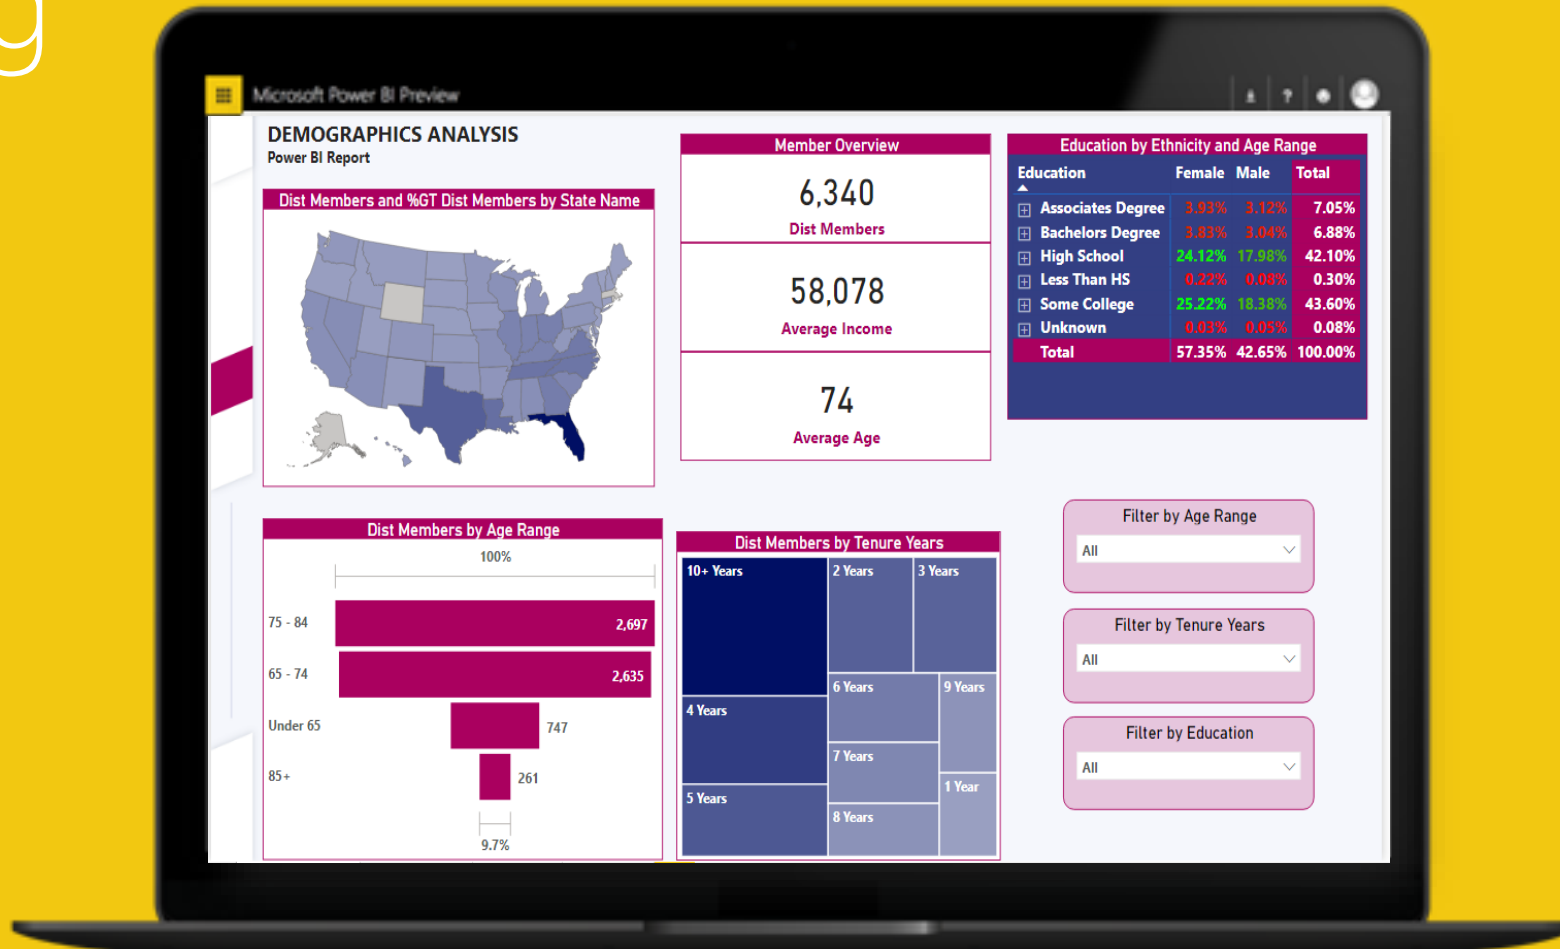 g
Microsoft Power BI Preview
?
DEMOGRAPHICS ANALYSIS
Power BI Report
Dist Members and %GT Dist Members by State Name
Member Overview
6,340
Dist Members
58,078
Average Income
74
Average Age
Education by Ethnicity and Age Range
Education Female Male Total
Associates Degree 3.93% 3.12% 7.05%
Bachelors Degree 3.83% 3.04% 6.88%
High School 24.12% 17.98% 42.10%
Less Than HS 0.22% 0.08% 0.30%
Some College 25.22% 18.38% 43.60%
Unknown 0.03% 0.05% 0.08%
Total 57.35% 42.65% 100.00%
Dist Members by Age Range
100%
75 - 84 2,697
65 - 74 2,635
Under 65 747
85+ 261
9.7%
Dist Members by Tenure Years
10+ Years
2 Years
3 Years
4 Years
5 Years
6 Years
7 Years
8 Years
9 Years
1 Year
Filter by Age Range
All
Filter by Tenure Years
All
Filter by Education
All